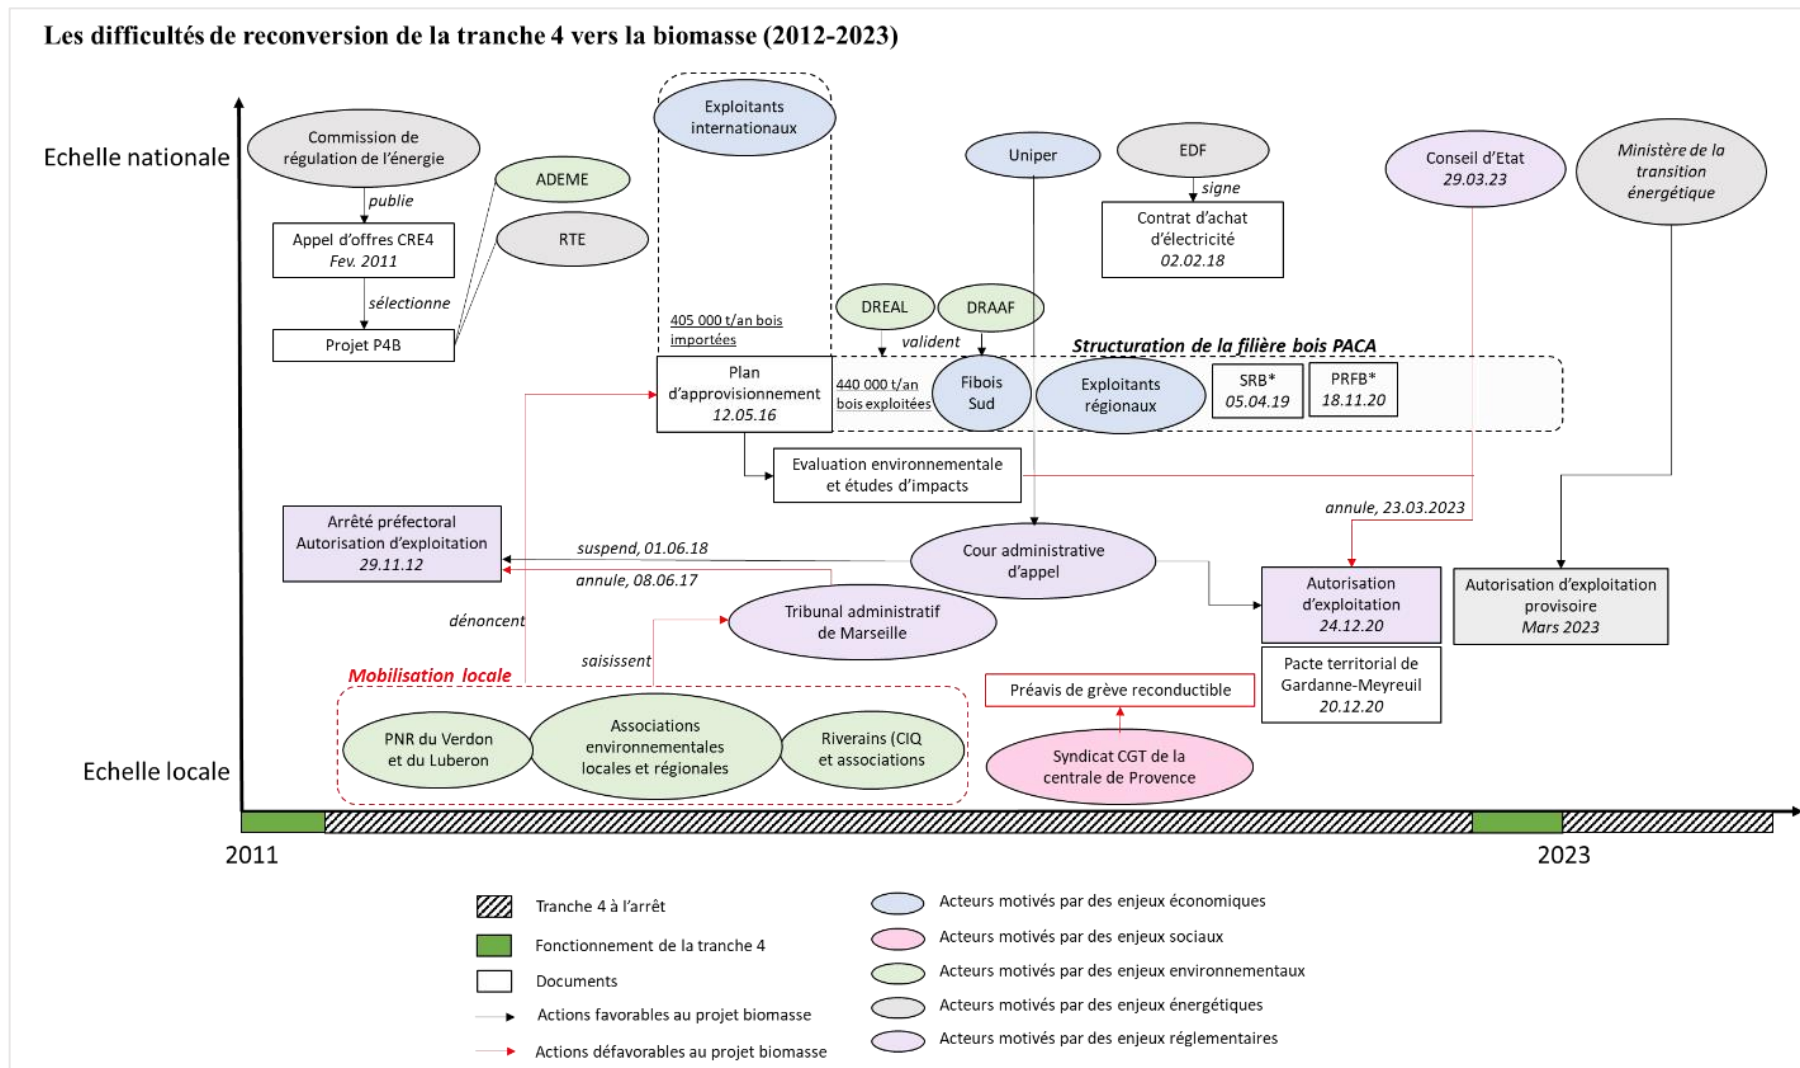 Les difficultés de reconversion de la tranche 4 vers la biomasse (2012-2023)
Echelle nationale
Commission de
régulation de l'énergie
publie
Appel d'offres CRE4
Fev. 2011
sélectionne
Projet P4B
ADEME
RTE
Exploitants
internationaux
405 000 t/an bois
importées
Plan
d'approvisionnement
12.05.16
DREAL
DRAAF
valident
440 000 t/an
bois exploitées
Fibois
Sud
Uniper
EDF
signe
Contrat d'achat
d'électricité
02.02.18
Structuration de la filière bois PACA
Exploitants
régionaux
SRB*
05.04.19
PRFB*
18.11.20
Conseil d'Etat
29.03.23
Ministère de la
transition
énergétique
Evaluation environnementale
et études d'impacts
annule, 23.03.2023
Arrêté préfectoral
Autorisation d'exploitation
29.11.12
suspend, 01.06.18
annule, 08.06.17
Cour administrative
d'appel
Tribunal administratif
de Marseille
Autorisation
d'exploitation
24.12.20
Autorisation d'exploitation
provisoire
Mars 2023
dénoncent
saisissent
Mobilisation locale
Préavis de grève reconductible
Pacte territorial de
Gardanne-Meyreuil
20.12.20
Echelle locale
PNR du Verdon
et du Luberon
Associations
environnementales
locales et régionales
Riverains (CIQ
et associations
Syndicat CGT de la
centrale de Provence
2011
2023
Tranche 4 à l'arrêt
Fonctionnement de la tranche 4
Documents
Actions favorables au projet biomasse
Actions défavorables au projet biomasse
Acteurs motivés par des enjeux économiques
Acteurs motivés par des enjeux sociaux
Acteurs motivés par des enjeux environnementaux
Acteurs motivés par des enjeux énergétiques
Acteurs motivés par des enjeux réglementaires